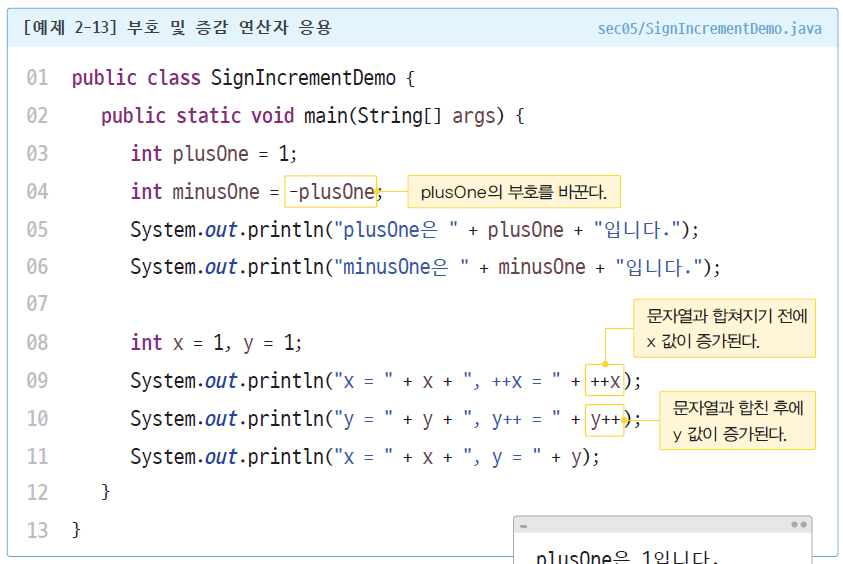 [예제 2-13] 부호 및 증감 연산자 응용 sec05/SignIncrementDemo.java
01 public class SignIncrementDemo {
02 public static void main(String[] args) {
03 int plusOne = 1;
04 int minusOne = -plusOne; plusOne의 부호를 바꾼다.
05 System.out.println("plusOne은 " + plusOne + "입니다.");
06 System.out.println("minusOne은 " + minusOne + "입니다.");
07
문자열과 합쳐지기 전에
x 값이 증가된다.
08 int x = 1, y = 1;
09 System.out.println("x = " + x + ", ++x = " + ++x);
10 System.out.println("y = " + y + ", y++ = " + y++);
문자열과 합친 후에
y 값이 증가된다.
11 System.out.println("x = " + x + ", y = " + y);
12 }
13 }
plusOne은 1입니다.